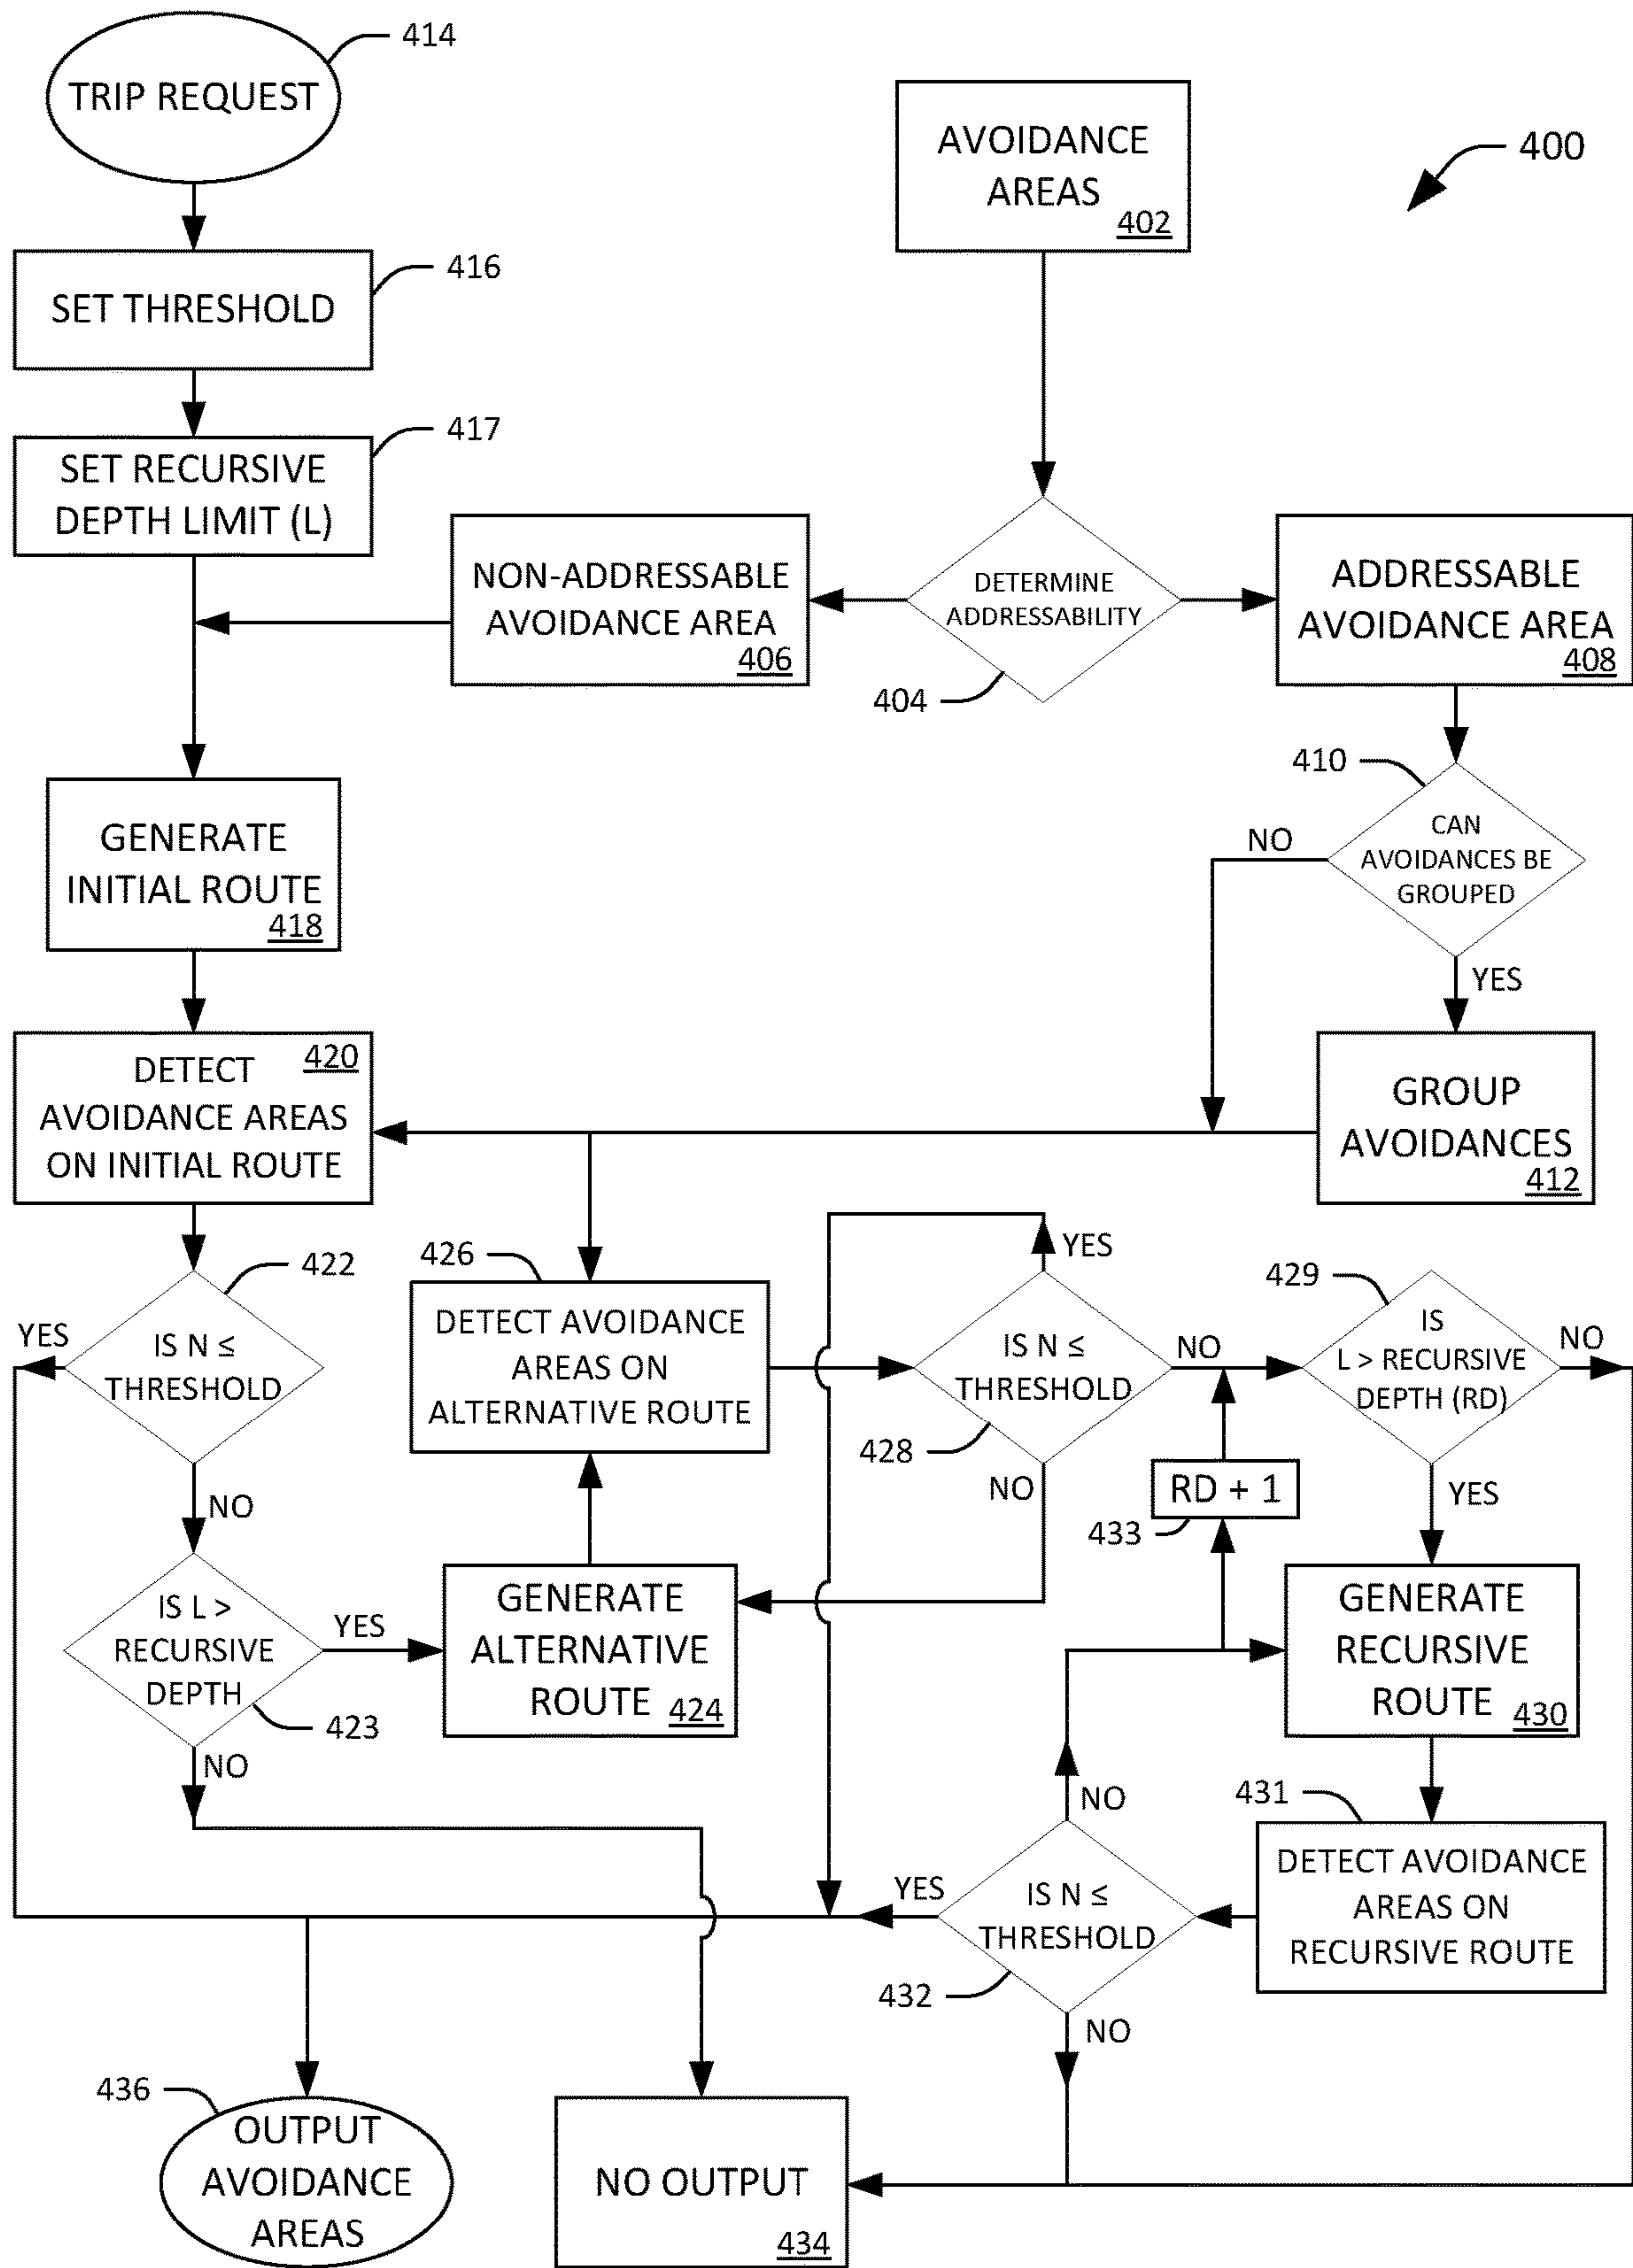 414
TRIP REQUEST
AVOIDANCE
AREAS
402
400
416
SET THRESHOLD
417
SET RECURSIVE
DEPTH LIMIT (L)
NON-ADDRESSABLE
AVOIDANCE AREA
406
DETERMINE
ADDRESSABILITY
404
ADDRESSABLE
AVOIDANCE AREA
408
410
CAN
AVOIDANCES BE
GROUPED
NO
YES
GENERATE
INITIAL ROUTE
418
420
DETECT
AVOIDANCE AREAS
ON INITIAL ROUTE
GROUP
AVOIDANCES
412
422
YES
IS N ≤
THRESHOLD
NO
426
DETECT AVOIDANCE
AREAS ON
ALTERNATIVE ROUTE
YES
IS N ≤
THRESHOLD
428
NO
NO
429
IS
L > RECURSIVE
DEPTH (RD)
NO
YES
RD + 1
433
IS L >
RECURSIVE
DEPTH
423
YES
NO
GENERATE
ALTERNATIVE
ROUTE
424
GENERATE
RECURSIVE
ROUTE
430
431
DETECT AVOIDANCE
AREAS ON
RECURSIVE ROUTE
NO
YES
IS N ≤
THRESHOLD
432
NO
436
OUTPUT
AVOIDANCE
AREAS
NO OUTPUT
434